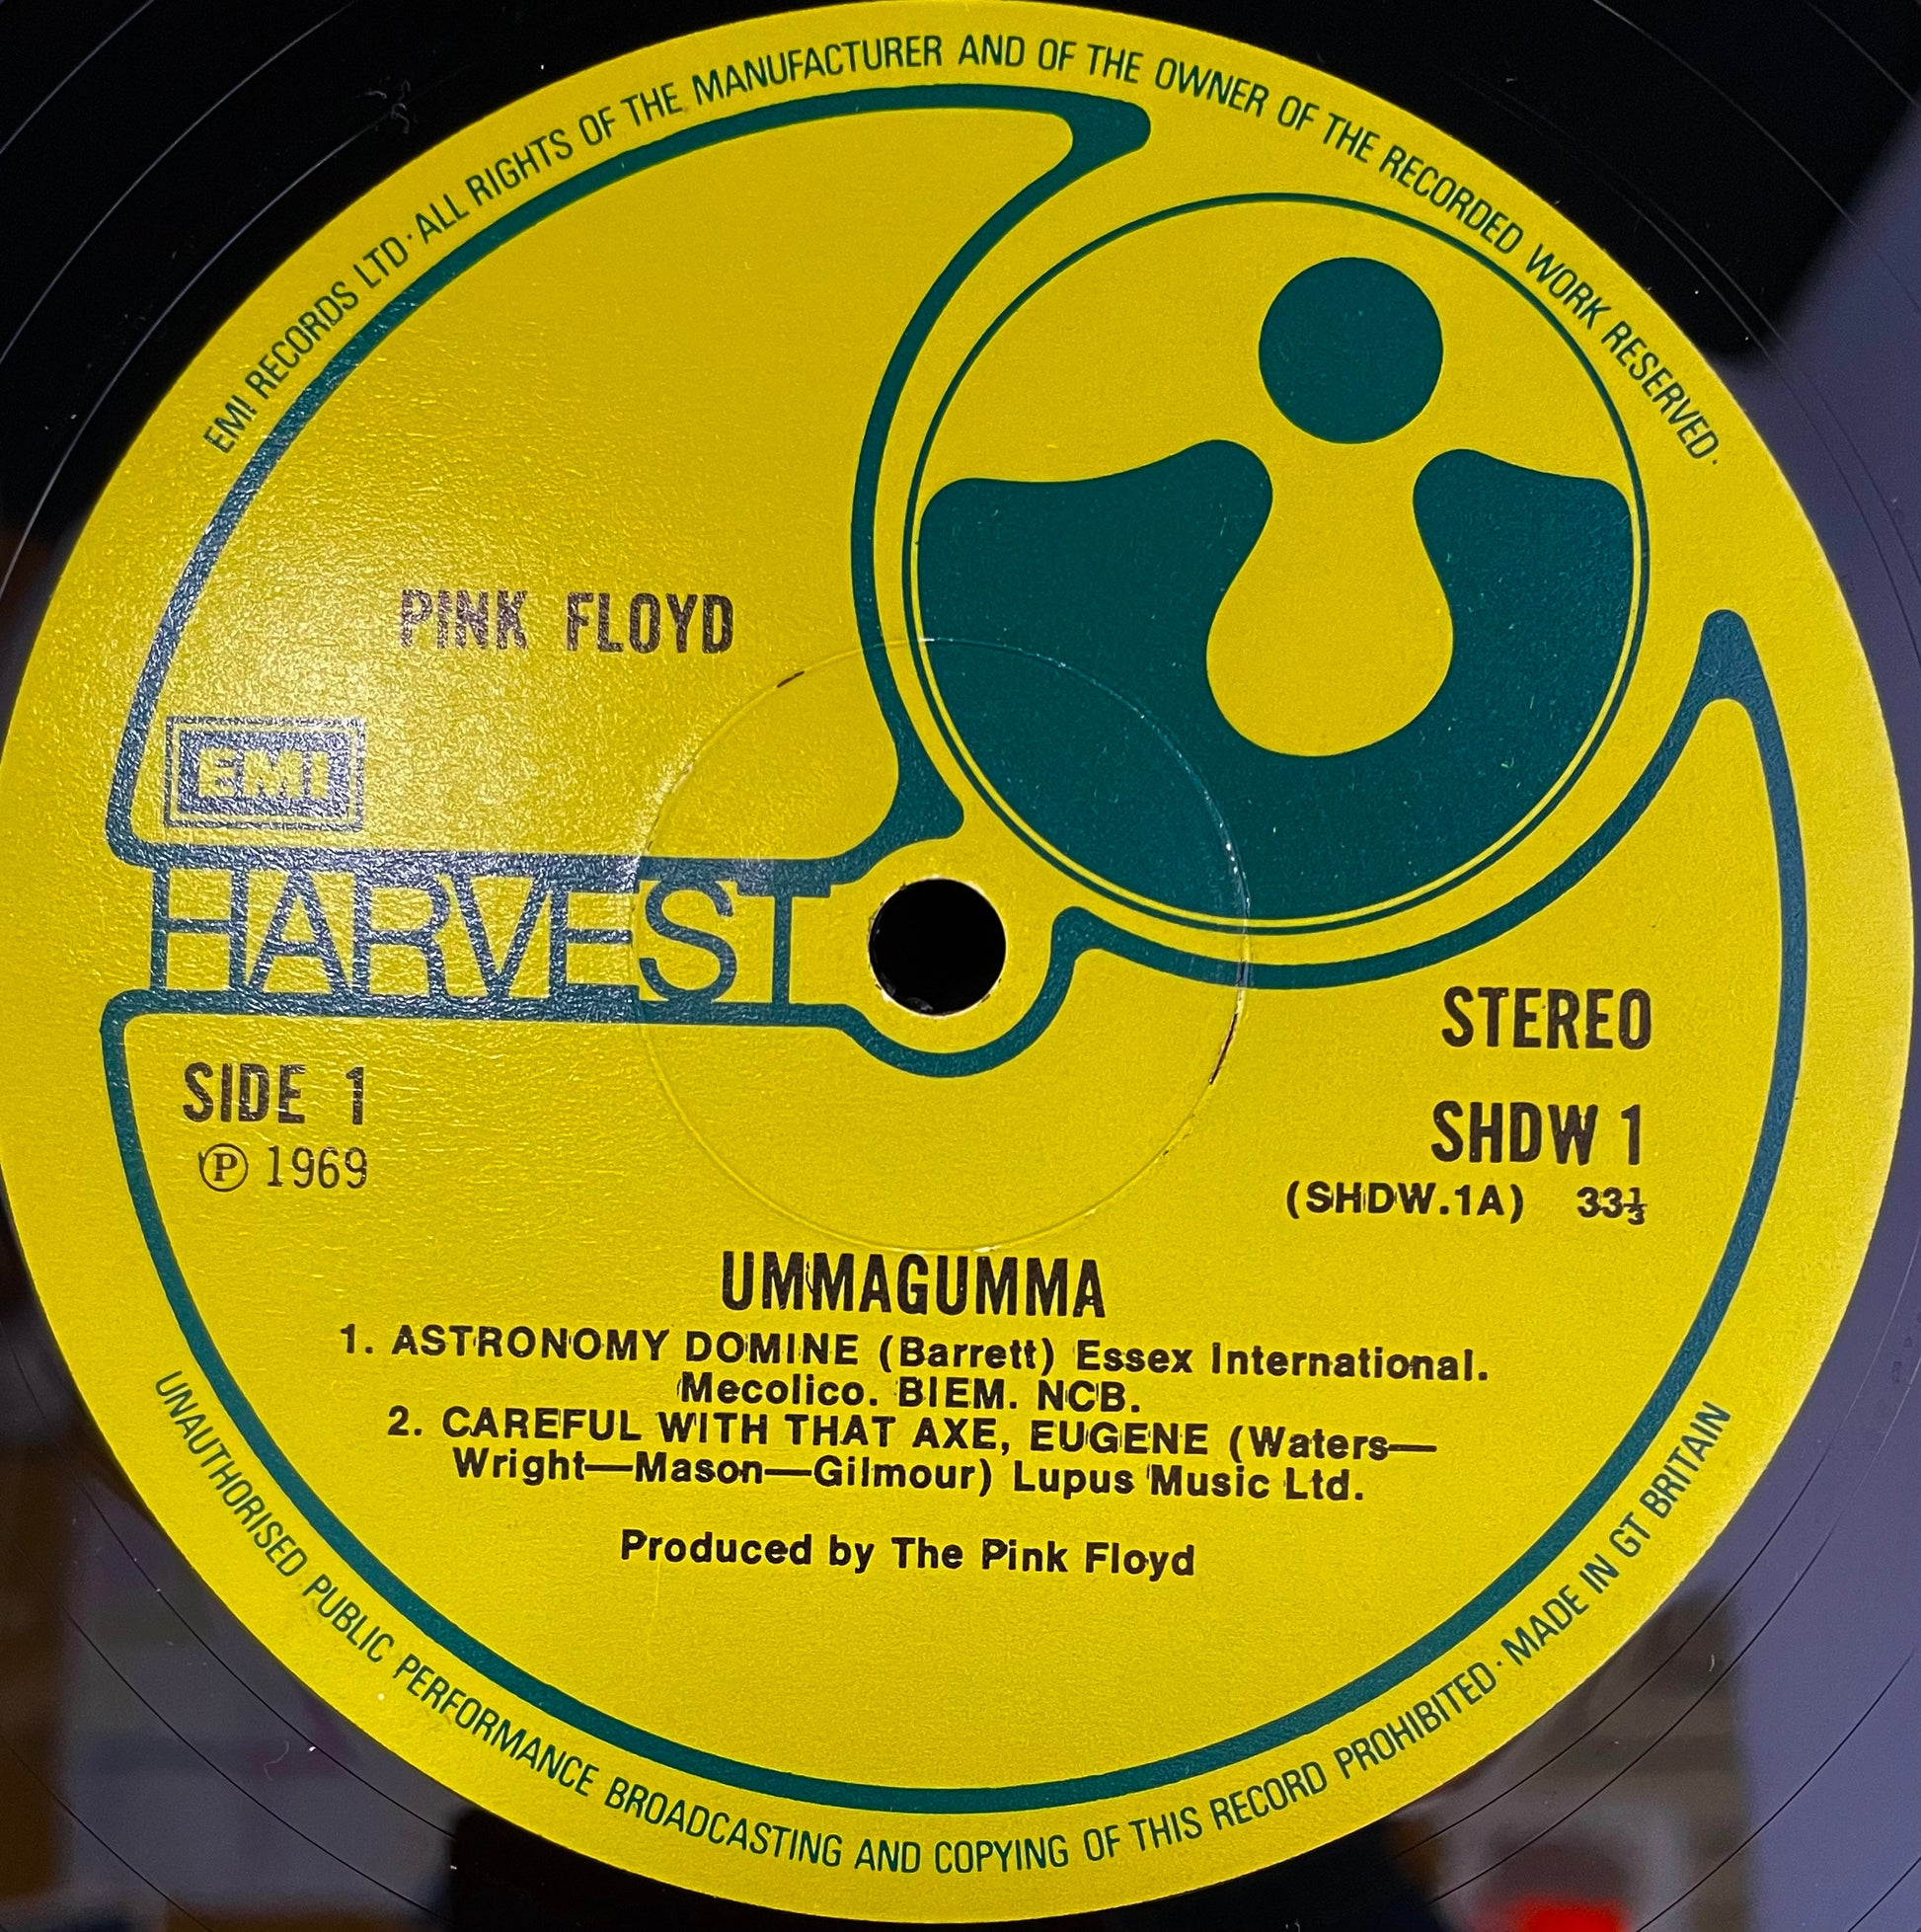 EMI RECORDS LTD · ALL RIGHTS OF THE MANUFACTURER AND OF THE OWNER OF THE RECORDED WORK RESERVED ·
PINK FLOYD
EMI
HARVEST
SIDE 1
Ⓟ 1969
STEREO
SHDW 1
(SHDW.1A) 33⅓
UMMAGUMMA
1. ASTRONOMY DOMINE (Barrett) Essex International.
Mecolico. BIEM. NCB.
2. CAREFUL WITH THAT AXE, EUGENE (Waters—
Wright—Mason—Gilmour) Lupus Music Ltd.
Produced by The Pink Floyd
UNAUTHORISED PUBLIC PERFORMANCE BROADCASTING AND COPYING OF THIS RECORD PROHIBITED · MADE IN GT BRITAIN